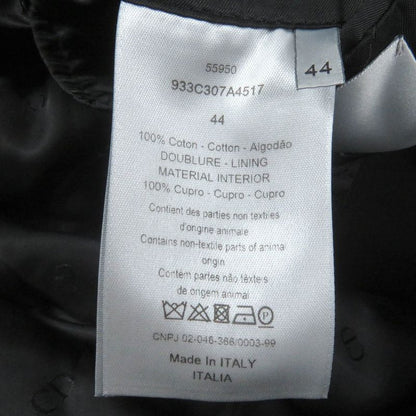 55950
933C307A4517
44
44
100% Coton - Cotton - Algodão
DOUBLURE - LINING
MATERIAL INTERIOR
100% Cupro - Cupro - Cupro
Contient des parties non textiles
d'origine animale
Contains non-textile parts of animal
origin
Contém partes não têxteis
de origem animal
P
CNPJ 02-046-366/0003-99
Made In ITALY
ITALIA